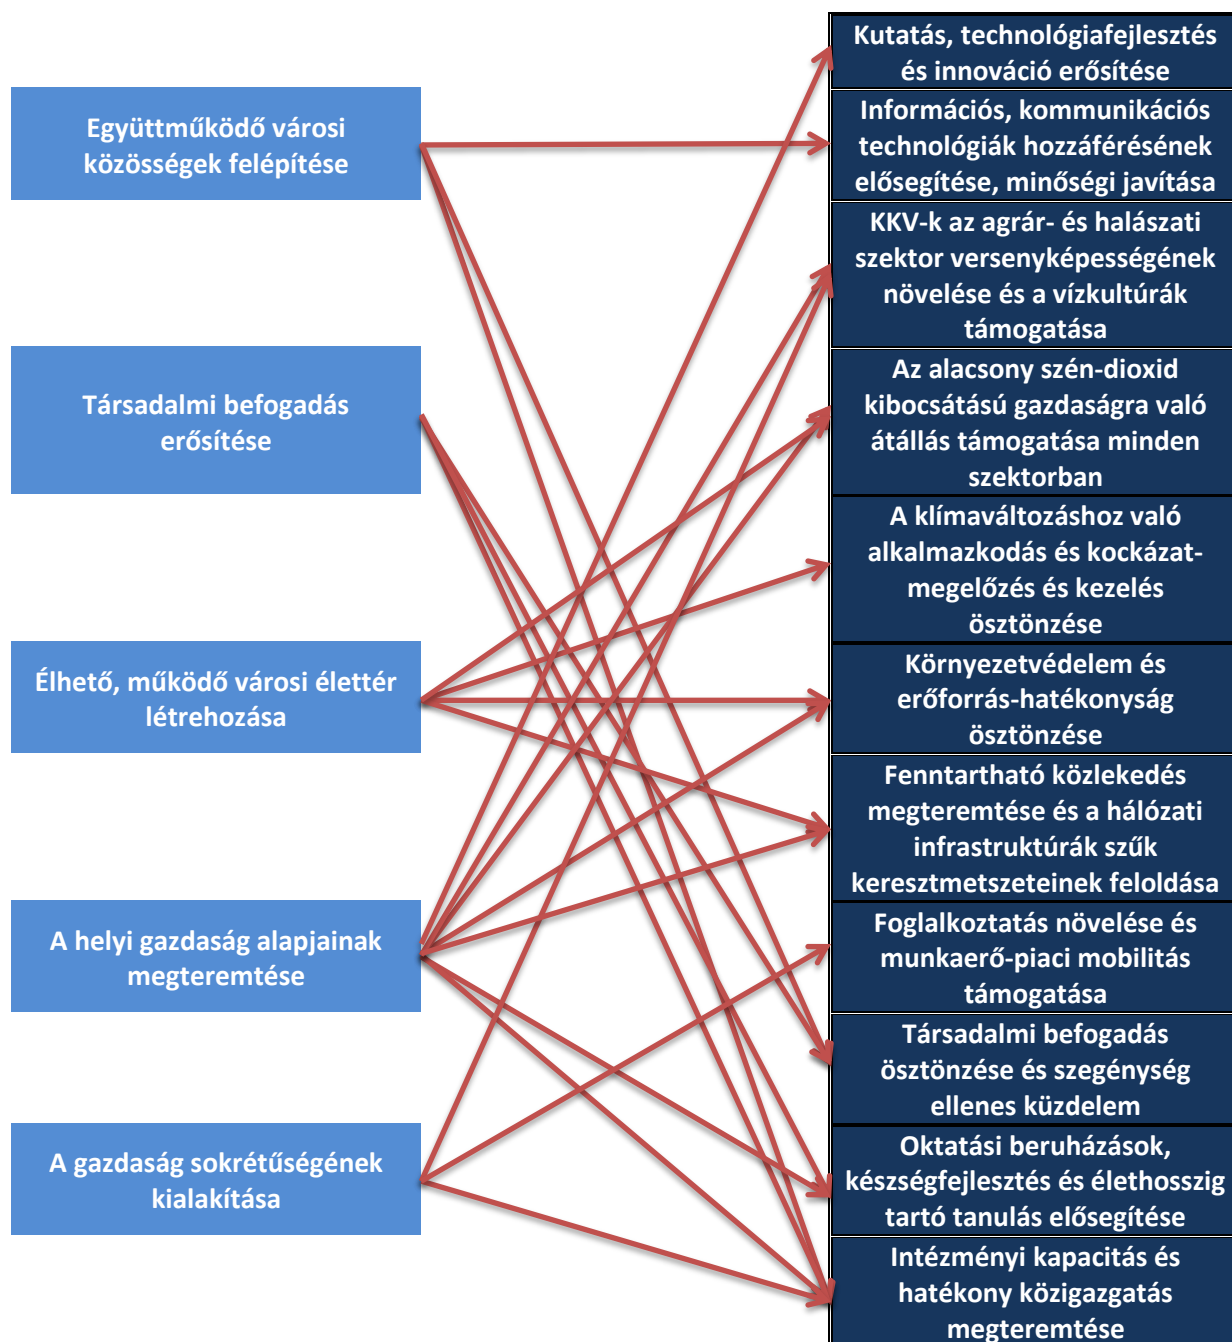 Együttműködő városi
közösségek felépítése
Társadalmi befogadás
erősítése
Élhető, működő városi élettér
létrehozása
A helyi gazdaság alapjainak
megteremtése
A gazdaság sokrétűségének
kialakítása
Kutatás, technológiafejlesztés
és innováció erősítése
Információs, kommunikációs
technológiák hozzáférésének
elősegítése, minőségi javítása
KKV-k az agrár- és halászati
szektor versenyképességének
növelése és a vízkultúrák
támogatása
Az alacsony szén-dioxid
kibocsátású gazdaságra való
átállás támogatása minden
szektorban
A klímaváltozáshoz való
alkalmazkodás és kockázat-
megelőzés és kezelés
ösztönzése
Környezetvédelem és
erőforrás-hatékonyság
ösztönzése
Fenntartható közlekedés
megteremtése és a hálózati
infrastruktúrák szűk
keresztmetszeteinek feloldása
Foglalkoztatás növelése és
munkaerő-piaci mobilitás
támogatása
Társadalmi befogadás
ösztönzése és szegénység
ellenes küzdelem
Oktatási beruházások,
készségfejlesztés és élethosszig
tartó tanulás elősegítése
Intézményi kapacitás és
hatékony közigazgatás
megteremtése